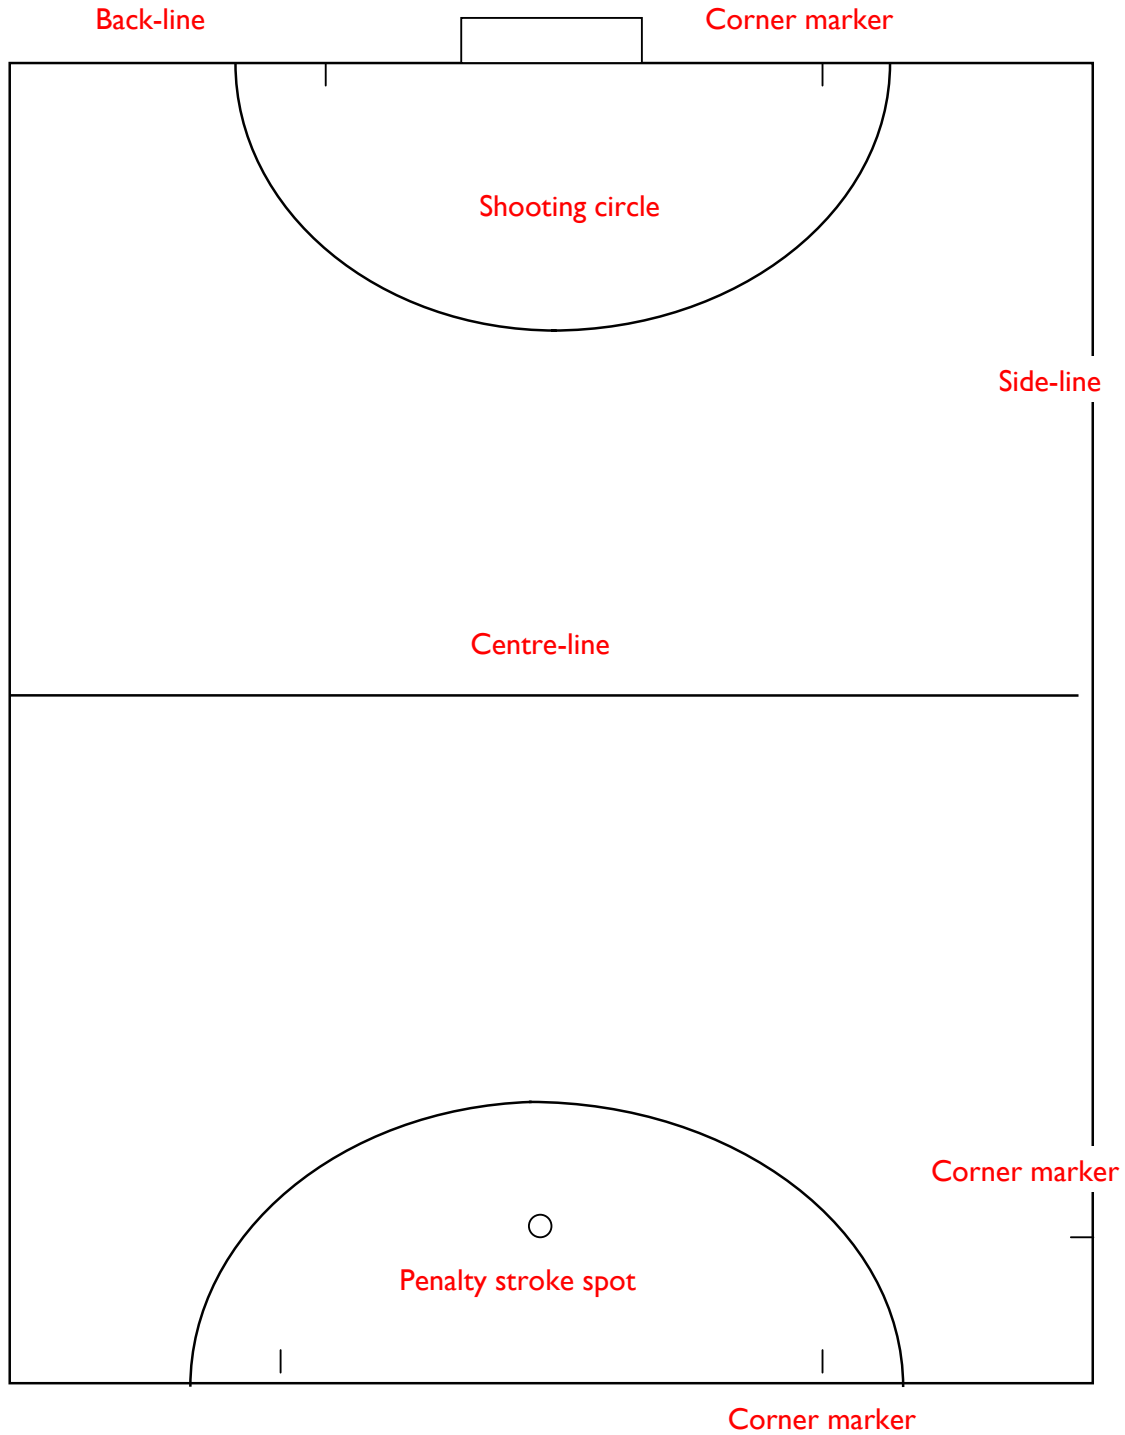 Back-line
Corner marker
Shooting circle
Side-line
Centre-line
Corner marker
Penalty stroke spot
Corner marker